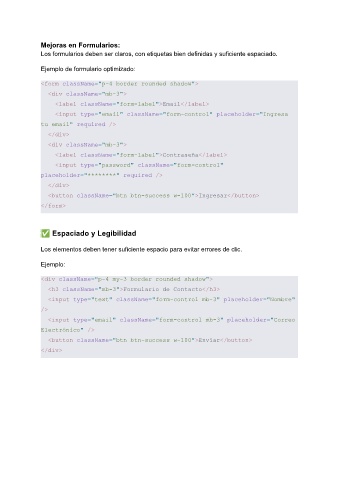 Mejoras en Formularios:
Los formularios deben ser claros, con etiquetas bien definidas y suficiente espaciado.
Ejemplo de formulario optimizado:
<form className="p-4 border rounded shadow">
<div className="mb-3">
<label className="form-label">Email</label>
<input type="email" className="form-control" placeholder="Ingresa
tu email" required />
</div>
<div className="mb-3">
<label className="form-label">Contraseña</label>
<input type="password" className="form-control"
placeholder="********" required />
</div>
<button className="btn btn-success w-100">Ingresar</button>
</form>
✅ Espaciado y Legibilidad
Los elementos deben tener suficiente espacio para evitar errores de clic.
Ejemplo:
<div className="p-4 my-3 border rounded shadow">
<h3 className="mb-3">Formulario de Contacto</h3>
<input type="text" className="form-control mb-3" placeholder="Nombre"
/>
<input type="email" className="form-control mb-3" placeholder="Correo
Electrónico" />
<button className="btn btn-success w-100">Enviar</button>
</div>